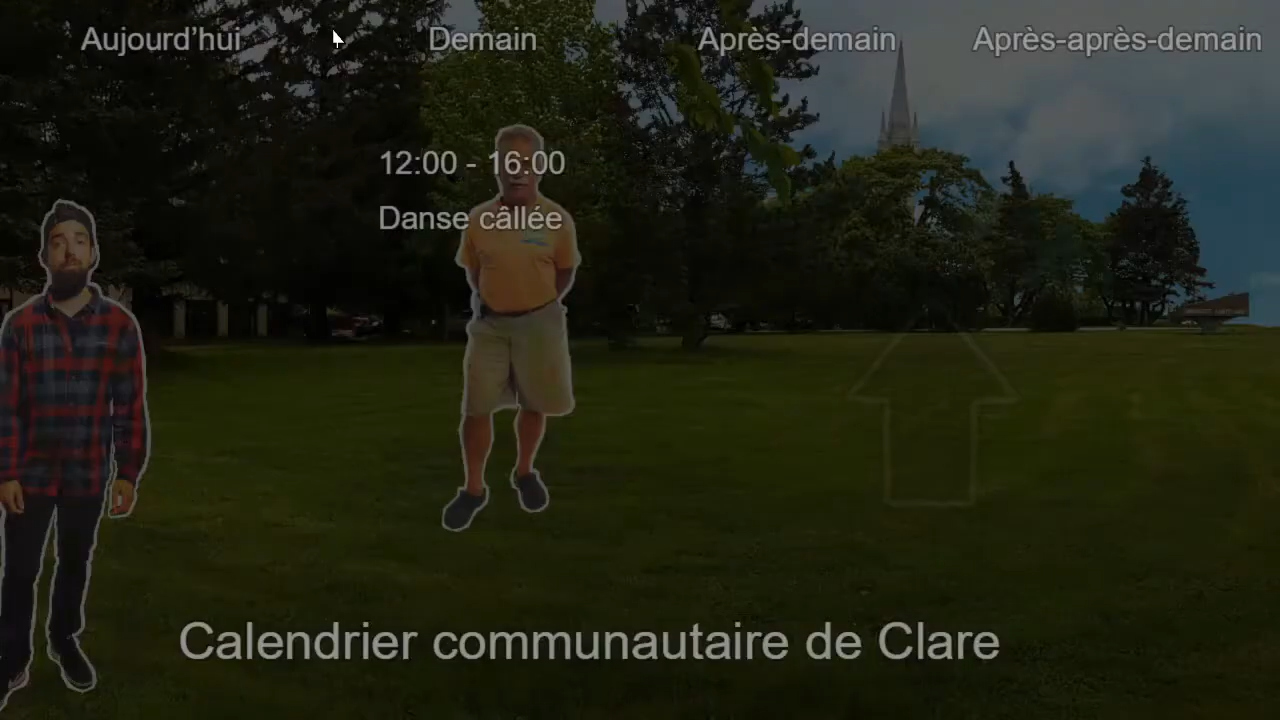 Aujourd’hui
Demain
Après-demain
Après-après-demain
12:00 - 16:00
Danse câllée
Calendrier communautaire de Clare